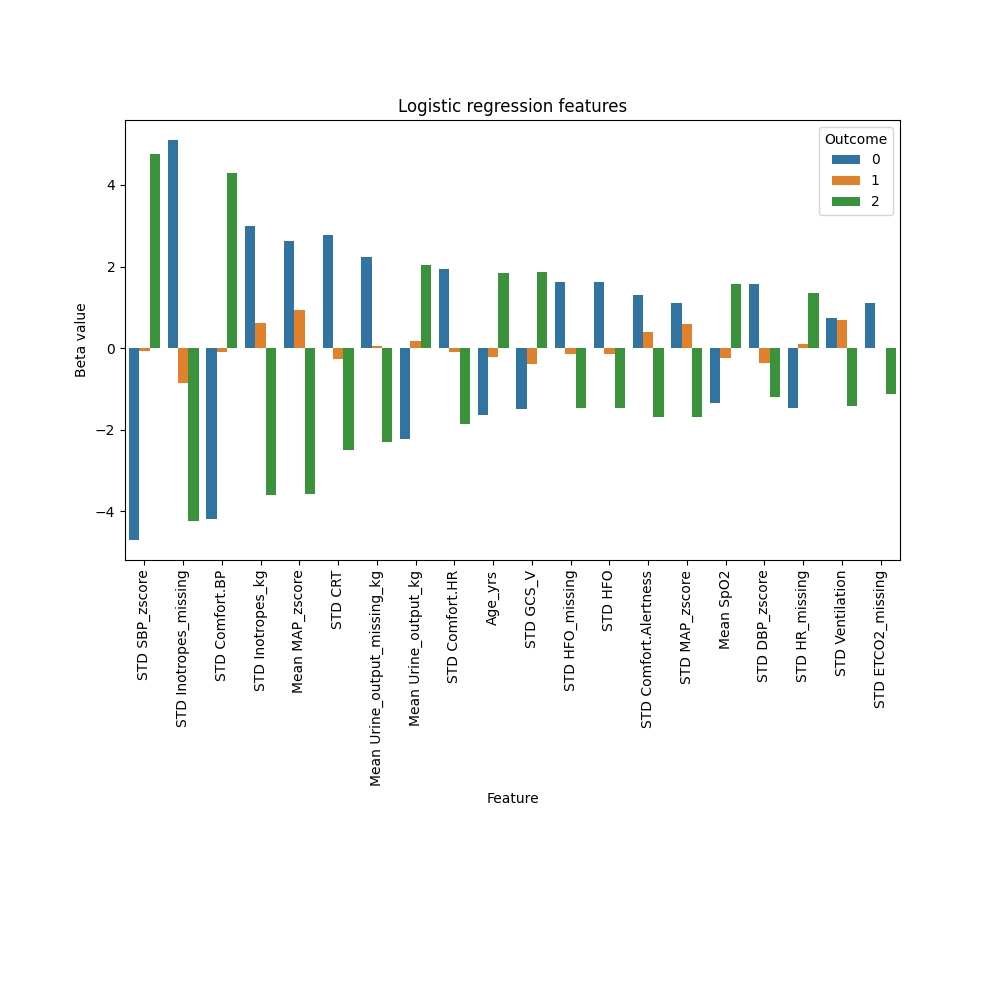 Logistic regression features
Outcome
0
1
2
4
2
0
−2
−4
Beta value
STD SBP_zscore
STD Inotropes_missing
STD Comfort.BP
STD Inotropes_kg
Mean MAP_zscore
STD CRT
Mean Urine_output_missing_kg
Mean Urine_output_kg
STD Comfort.HR
Age_yrs
STD GCS_V
STD HFO_missing
STD HFO
STD Comfort.Alertness
STD MAP_zscore
Mean SpO2
STD DBP_zscore
STD HR_missing
STD Ventilation
STD ETCO2_missing
Feature